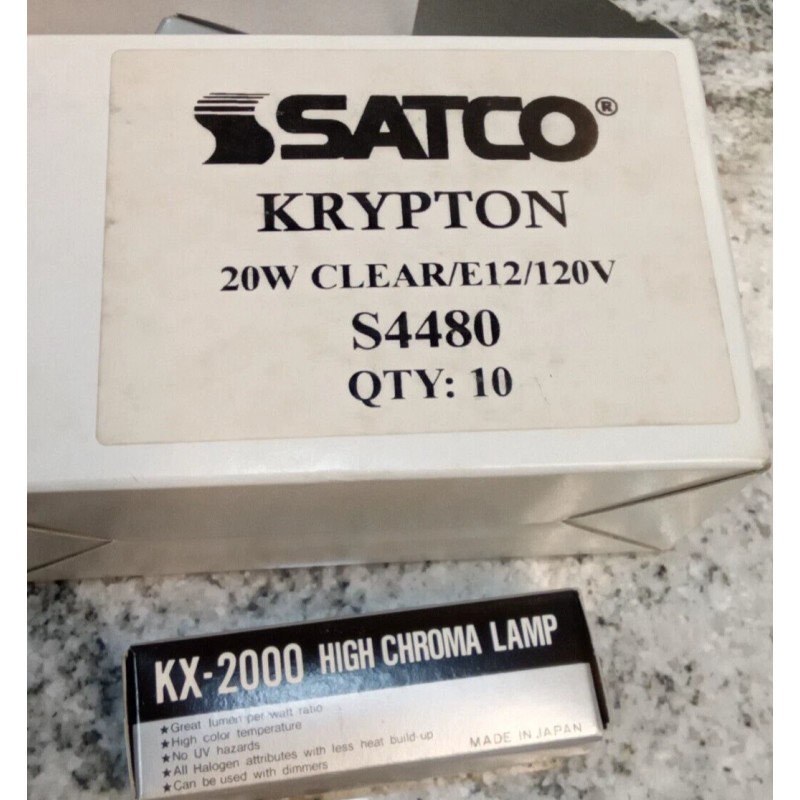 SATCO®
KRYPTON
20W CLEAR/E12/120V
S4480
QTY: 10
KX-2000 HIGH CHROMA LAMP
★Great lumen per watt ratio
★High color temperature
★No UV hazards
★All Halogen attributes with less heat build-up
★Can be used with dimmers
MADE IN JAPAN